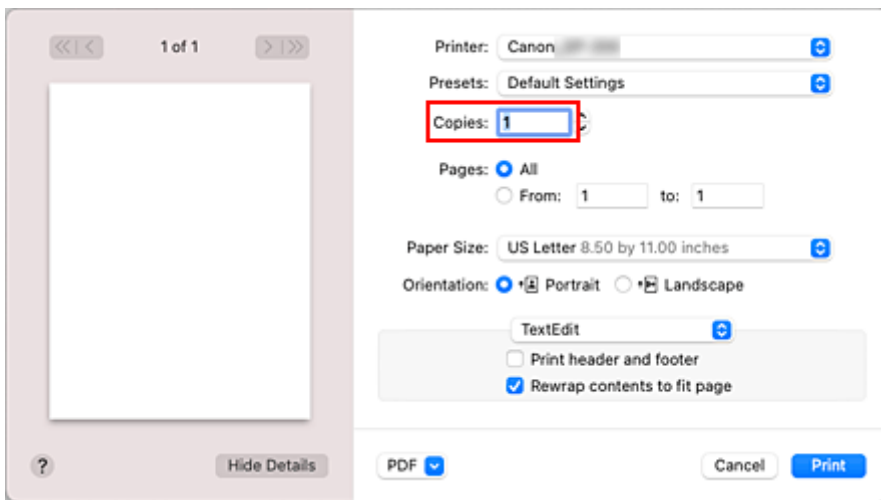 1 of 1
Printer: Canon
Presets: Default Settings
Copies: 1
Pages: All
From: 1 to: 1
Paper Size: US Letter 8.50 by 11.00 inches
Orientation: Portrait Landscape
TextEdit
Print header and footer
Rewrap contents to fit page
? Hide Details PDF Cancel Print